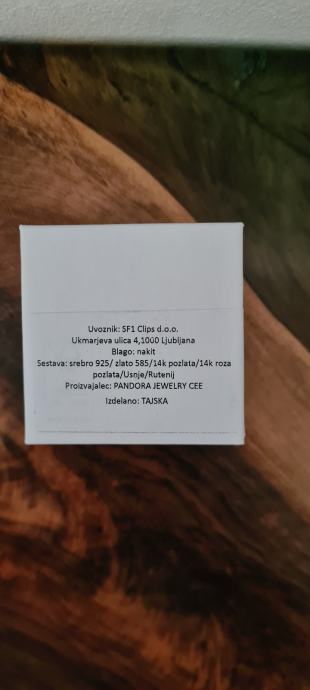 Uvoznik: SF1 Clips d.o.o.
Ukmarjeva ulica 4,1000 Ljubljana
Blago: nakit
Sestava: srebro 925/ zlato 585/14k pozlata/14k roza
pozlata/Usnje/Rutenij
Proizvajalec: PANDORA JEWELRY CEE
Izdelano: TAJSKA